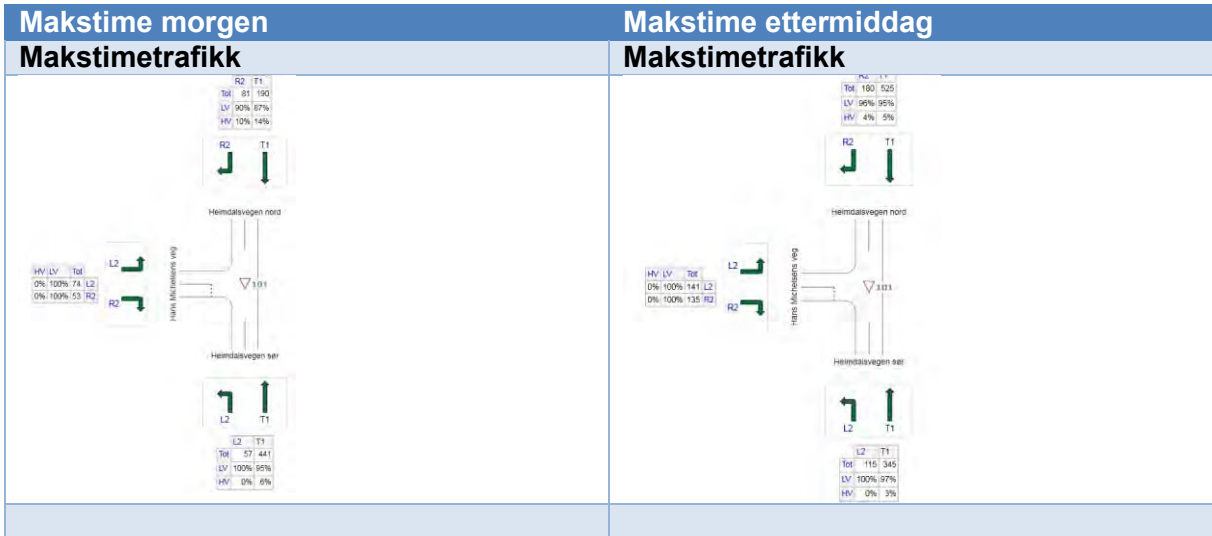 Makstime morgen
Makstimetrafikk
R2 T1
Tot 81 190
LV 90% 87%
HV 10% 14%
R2 T1
Heimdalsvegen nord
HV LV Tot
0% 100% 74 L2
0% 100% 53 R2
L2
R2
Hans Michelsens veg
Heimdalsvegen sør
L2 T1
L2 T1
Tot 57 441
LV 100% 95%
HV 0% 6%
Makstime ettermiddag
Makstimetrafikk
R2 T1
Tot 180 525
LV 96% 95%
HV 4% 5%
R2 T1
Heimdalsvegen nord
HV LV Tot
0% 100% 141 L2
0% 100% 135 R2
L2
R2
Hans Michelsens veg
Heimdalsvegen sør
L2 T1
L2 T1
Tot 115 345
LV 100% 97%
HV 0% 3%